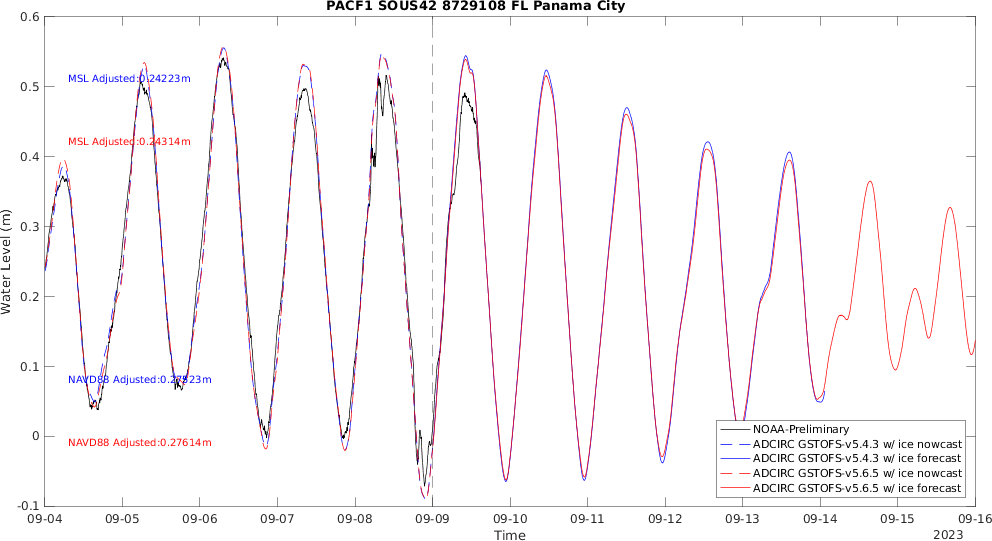 PACF1 SOUS42 8729108 FL Panama City
0.6
0.5
0.4
0.3
0.2
0.1
0
-0.1
Water Level (m)
MSL Adjusted:0.24223m
MSL Adjusted:0.24314m
NAVD88 Adjusted:0.27523m
NAVD88 Adjusted:0.27614m
NOAA-Preliminary
ADCIRC GSTOFS-v5.4.3 w/ ice nowcast
ADCIRC GSTOFS-v5.4.3 w/ ice forecast
ADCIRC GSTOFS-v5.6.5 w/ ice nowcast
ADCIRC GSTOFS-v5.6.5 w/ ice forecast
09-04 09-05 09-06 09-07 09-08 09-09 09-10 09-11 09-12 09-13 09-14 09-15 09-16
Time
2023